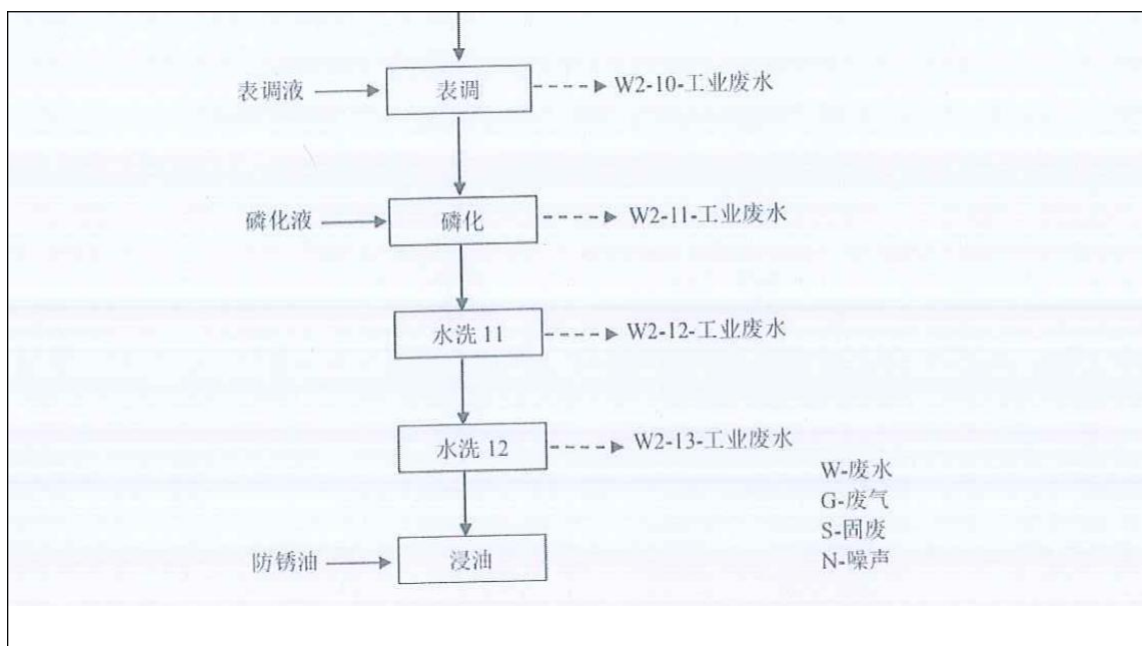 表调液
表调
W2-10-工业废水
磷化液
磷化
W2-11-工业废水
水洗 11
W2-12-工业废水
水洗 12
W2-13-工业废水
W-废水
G-废气
S-固废
N-噪声
防锈油
浸油